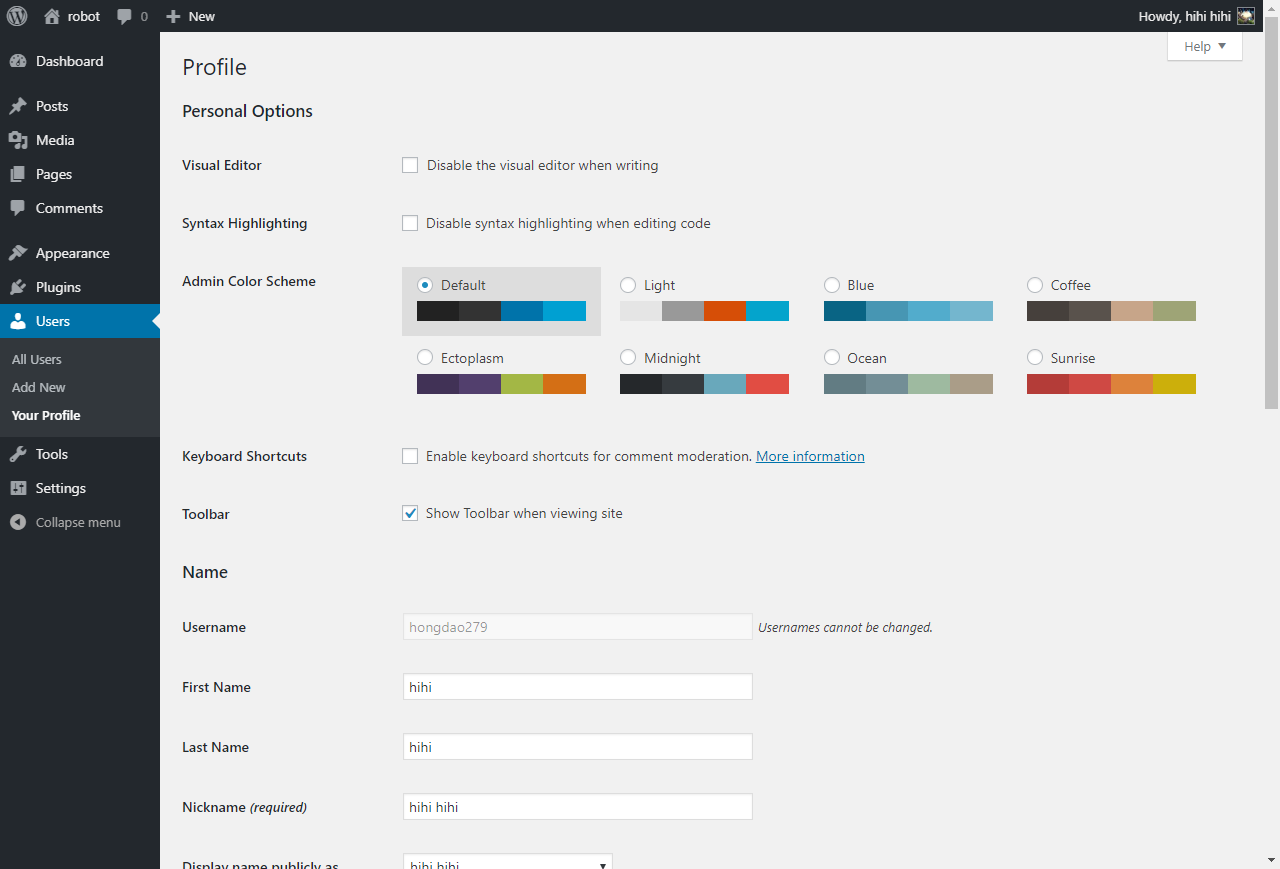 robot 0 New Howdy, hihi hihi
Help
Dashboard
Posts
Media
Pages
Comments
Appearance
Plugins
Users
All Users
Add New
Your Profile
Tools
Settings
Collapse menu
Profile
Personal Options
Visual Editor Disable the visual editor when writing
Syntax Highlighting Disable syntax highlighting when editing code
Admin Color Scheme Default Light Blue Coffee
Ectoplasm Midnight Ocean Sunrise
Keyboard Shortcuts Enable keyboard shortcuts for comment moderation. More information
Toolbar Show Toolbar when viewing site
Name
Username hongdao279 Usernames cannot be changed.
First Name hihi
Last Name hihi
Nickname (required) hihi hihi
Display name publicly as hihi hihi